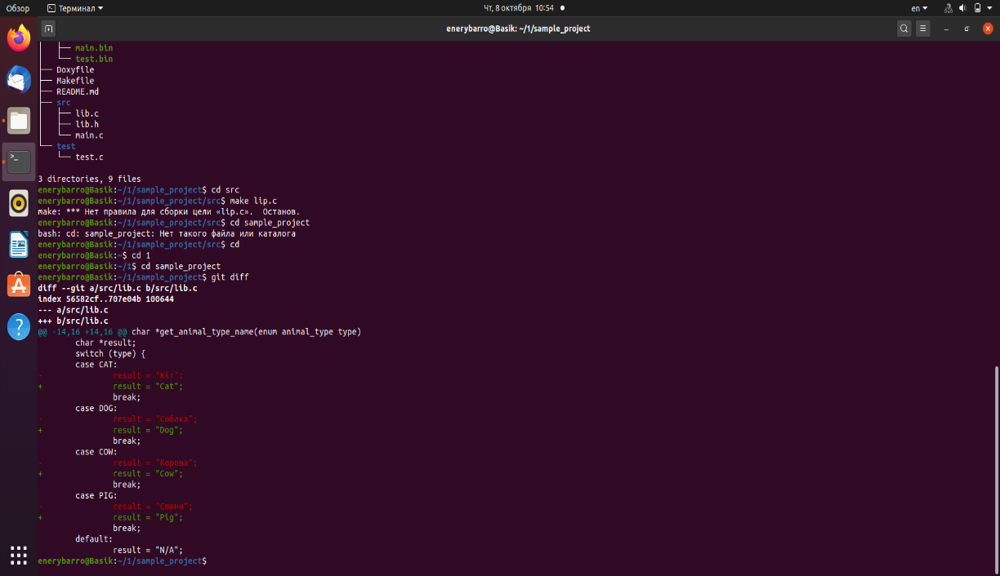 Обзор
Терминал
Чт, 8 октября 10:54
en
enerybarro@Basik: ~/1/sample_project
├── main.bin
└── test.bin
├── Doxyfile
├── Makefile
├── README.md
├── src
│   ├── lib.c
│   ├── lib.h
│   └── main.c
└── test
    └── test.c
3 directories, 9 files
enerybarro@Basik:~/1/sample_project$ cd src
enerybarro@Basik:~/1/sample_project/src$ make lip.c
make: *** Нет правила для сборки цели «lip.c».  Останов.
enerybarro@Basik:~/1/sample_project/src$ cd sample_project
bash: cd: sample_project: Нет такого файла или каталога
enerybarro@Basik:~/1/sample_project/src$ cd
enerybarro@Basik:~$ cd 1
enerybarro@Basik:~/1$ cd sample_project
enerybarro@Basik:~/1/sample_project$ git diff
diff --git a/src/lib.c b/src/lib.c
index 56582cf..707e04b 100644
--- a/src/lib.c
+++ b/src/lib.c
@@ -14,16 +14,16 @@ char *get_animal_type_name(enum animal_type type)
        char *result;
        switch (type) {
        case CAT:
-               result = "Кіт";
+               result = "Cat";
                break;
        case DOG:
-               result = "Собака";
+               result = "Dog";
                break;
        case COW:
-               result = "Корова";
+               result = "Cow";
                break;
        case PIG:
-               result = "Свиня";
+               result = "Pig";
                break;
        default:
                result = "N/A";
enerybarro@Basik:~/1/sample_project$